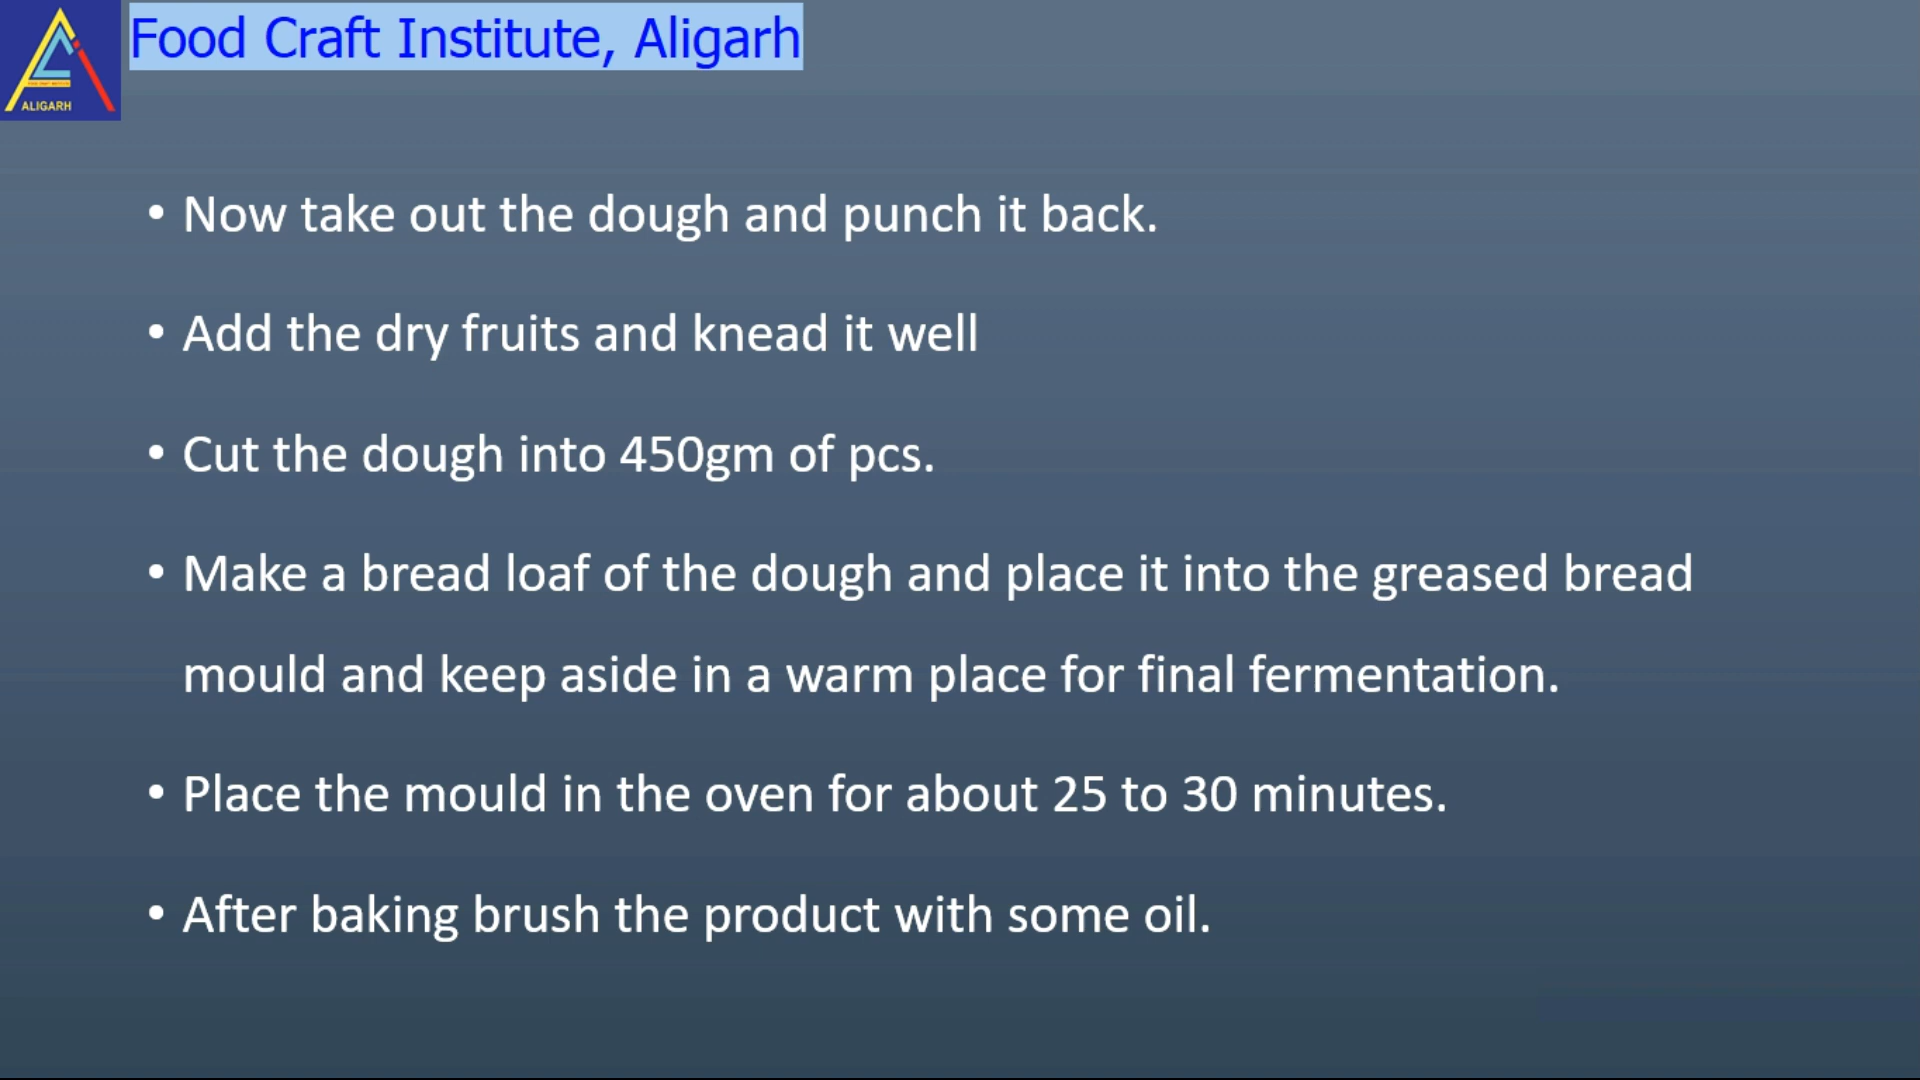 Food Craft Institute, Aligarh
ALIGARH
• Now take out the dough and punch it back.
• Add the dry fruits and knead it well
• Cut the dough into 450gm of pcs.
• Make a bread loaf of the dough and place it into the greased bread
mould and keep aside in a warm place for final fermentation.
• Place the mould in the oven for about 25 to 30 minutes.
• After baking brush the product with some oil.